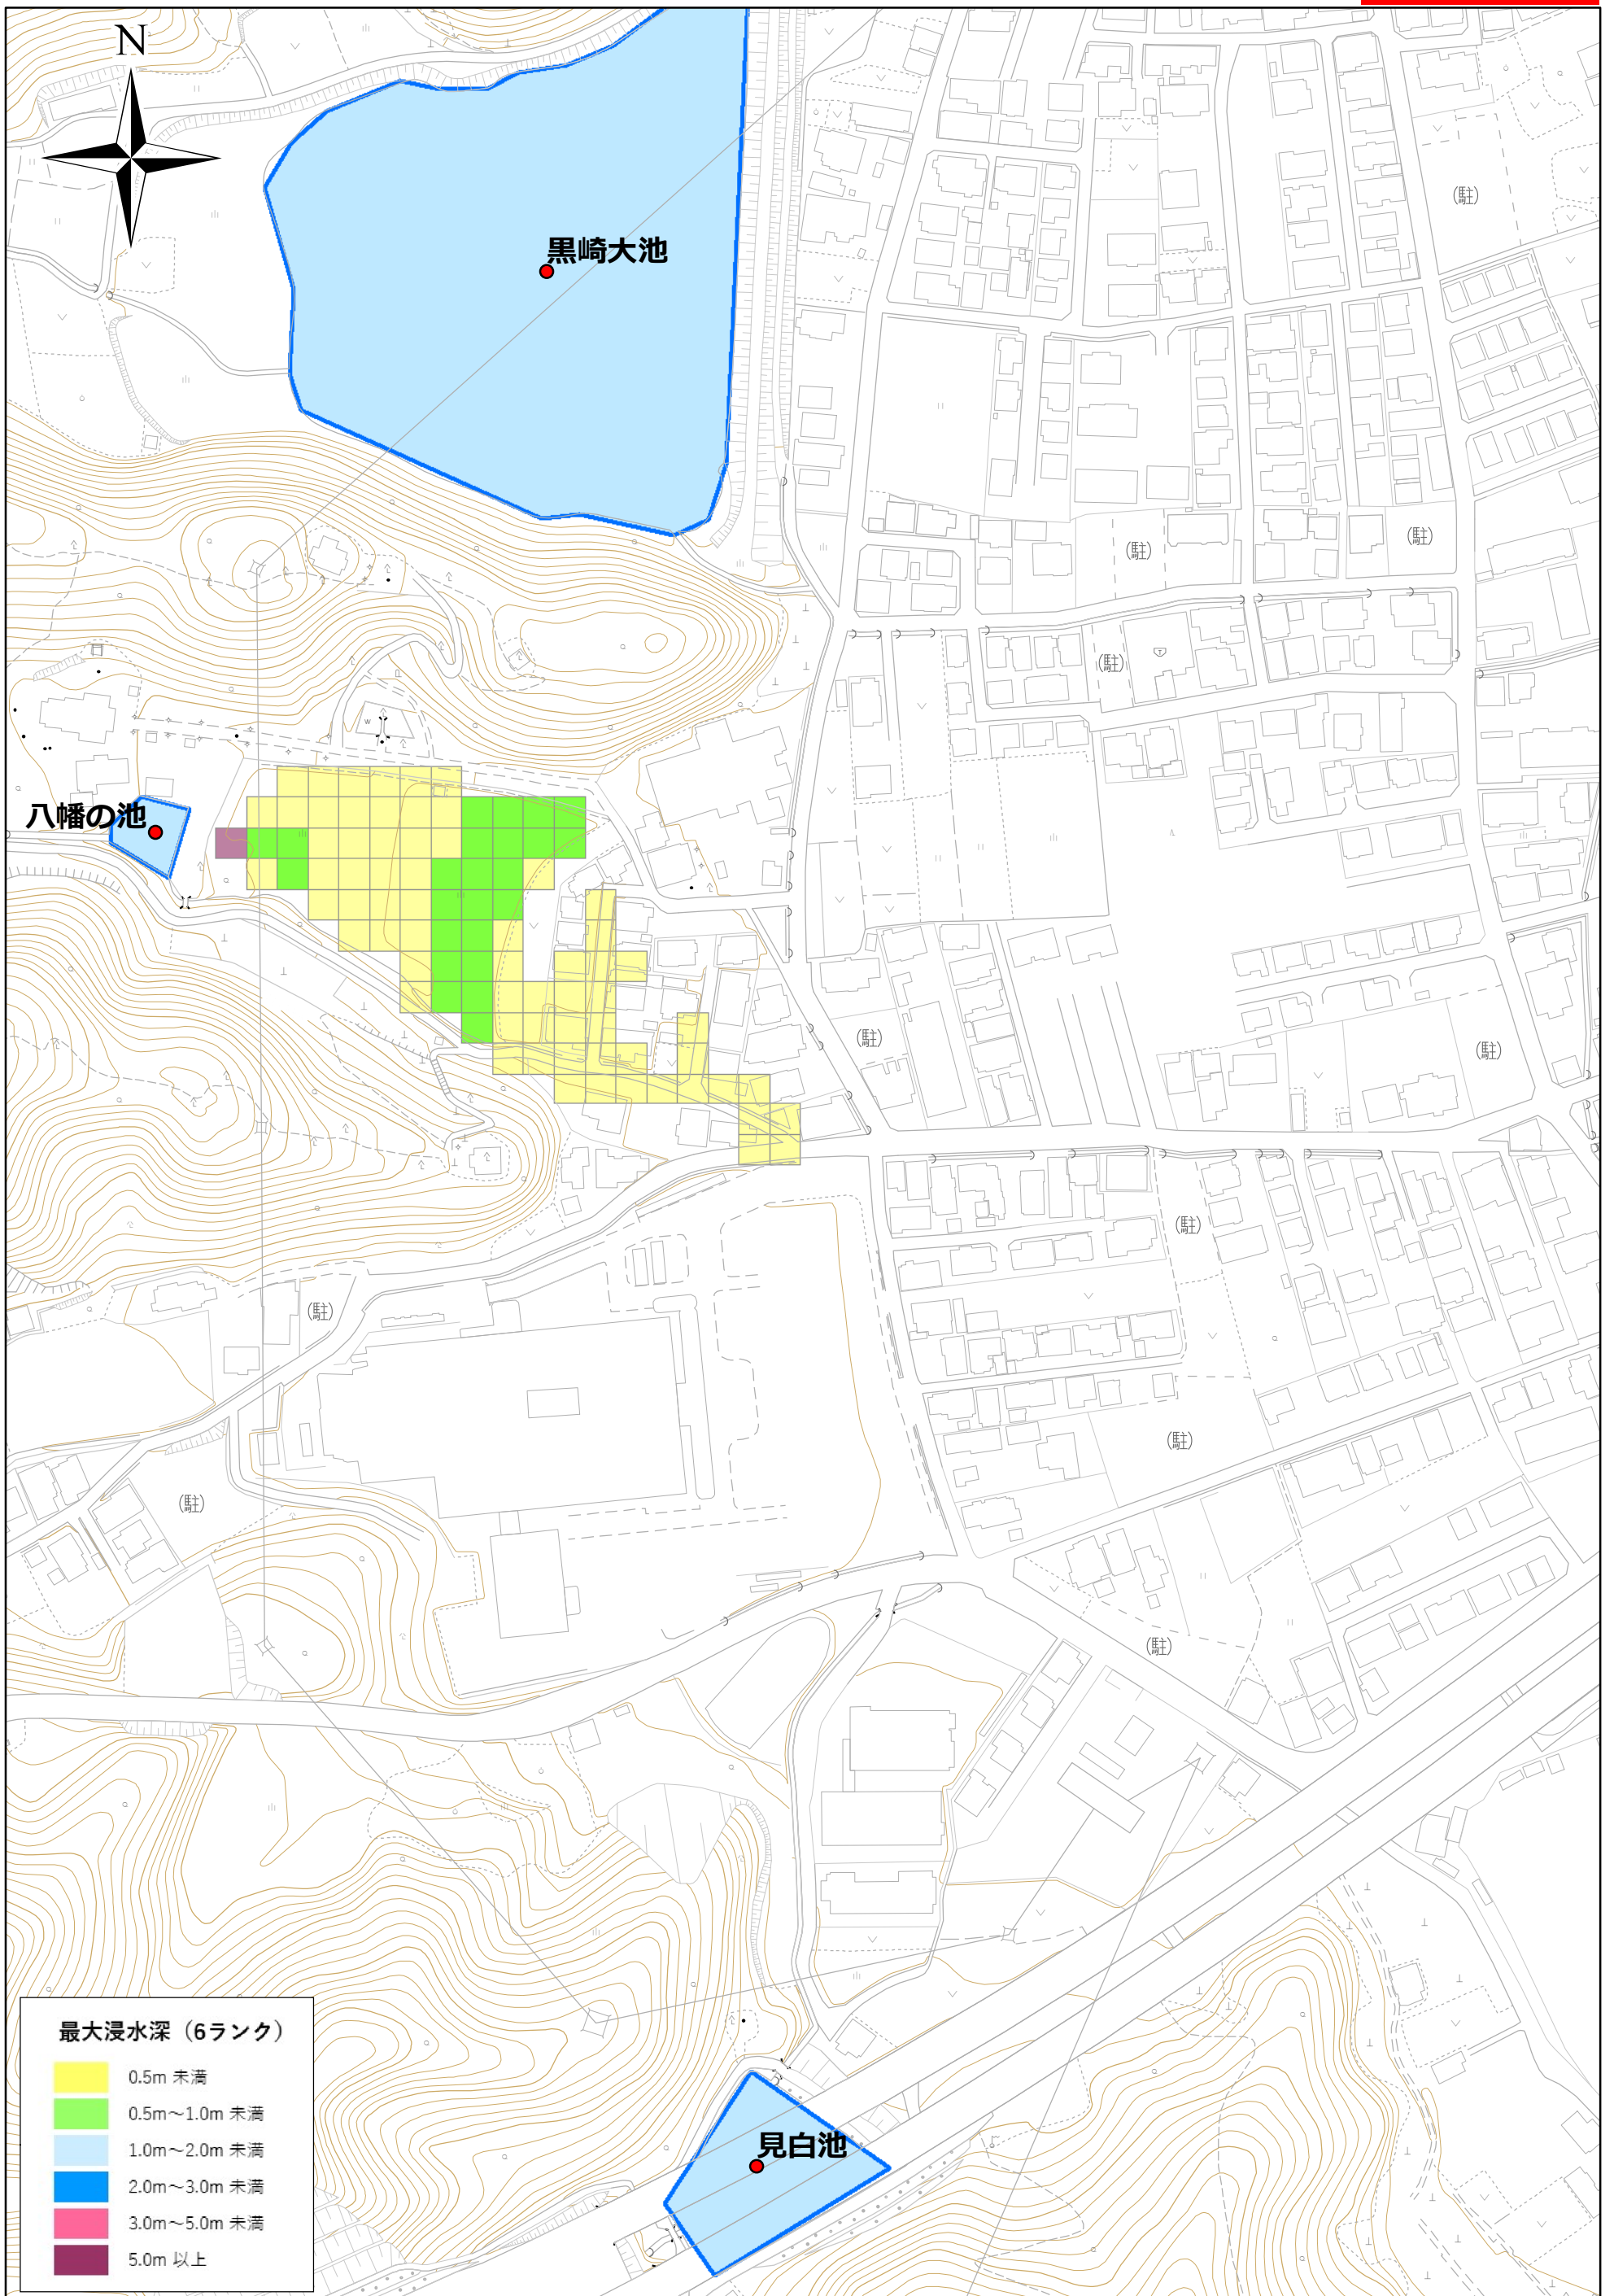 N
黒崎大池
(駐)
(駐)
(駐)
(駐)
八幡の池
(駐)
(駐)
(駐)
(駐)
(駐)
(駐)
(駐)
見白池
最大浸水深（6ランク）
0.5m 未満
0.5m～1.0m 未満
1.0m～2.0m 未満
2.0m～3.0m 未満
3.0m～5.0m 未満
5.0m 以上